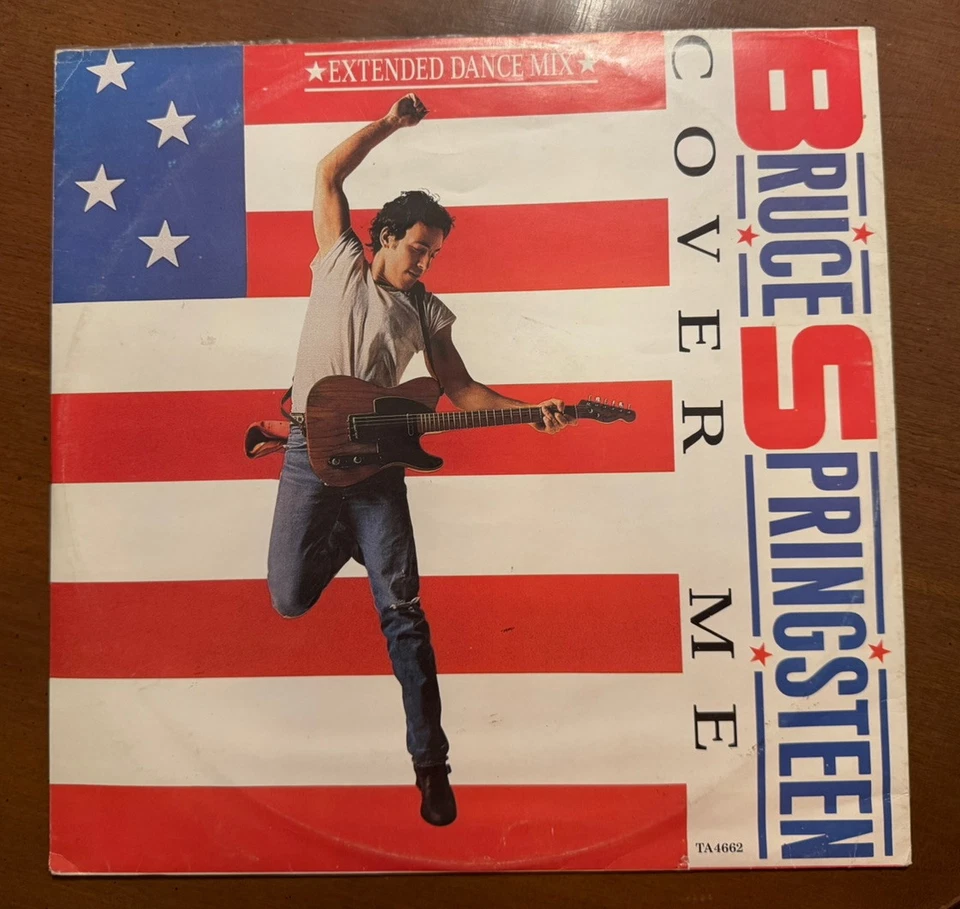 ★EXTENDED DANCE MIX★
COVER ME
BRUCE SPRINGSTEEN
TA4662